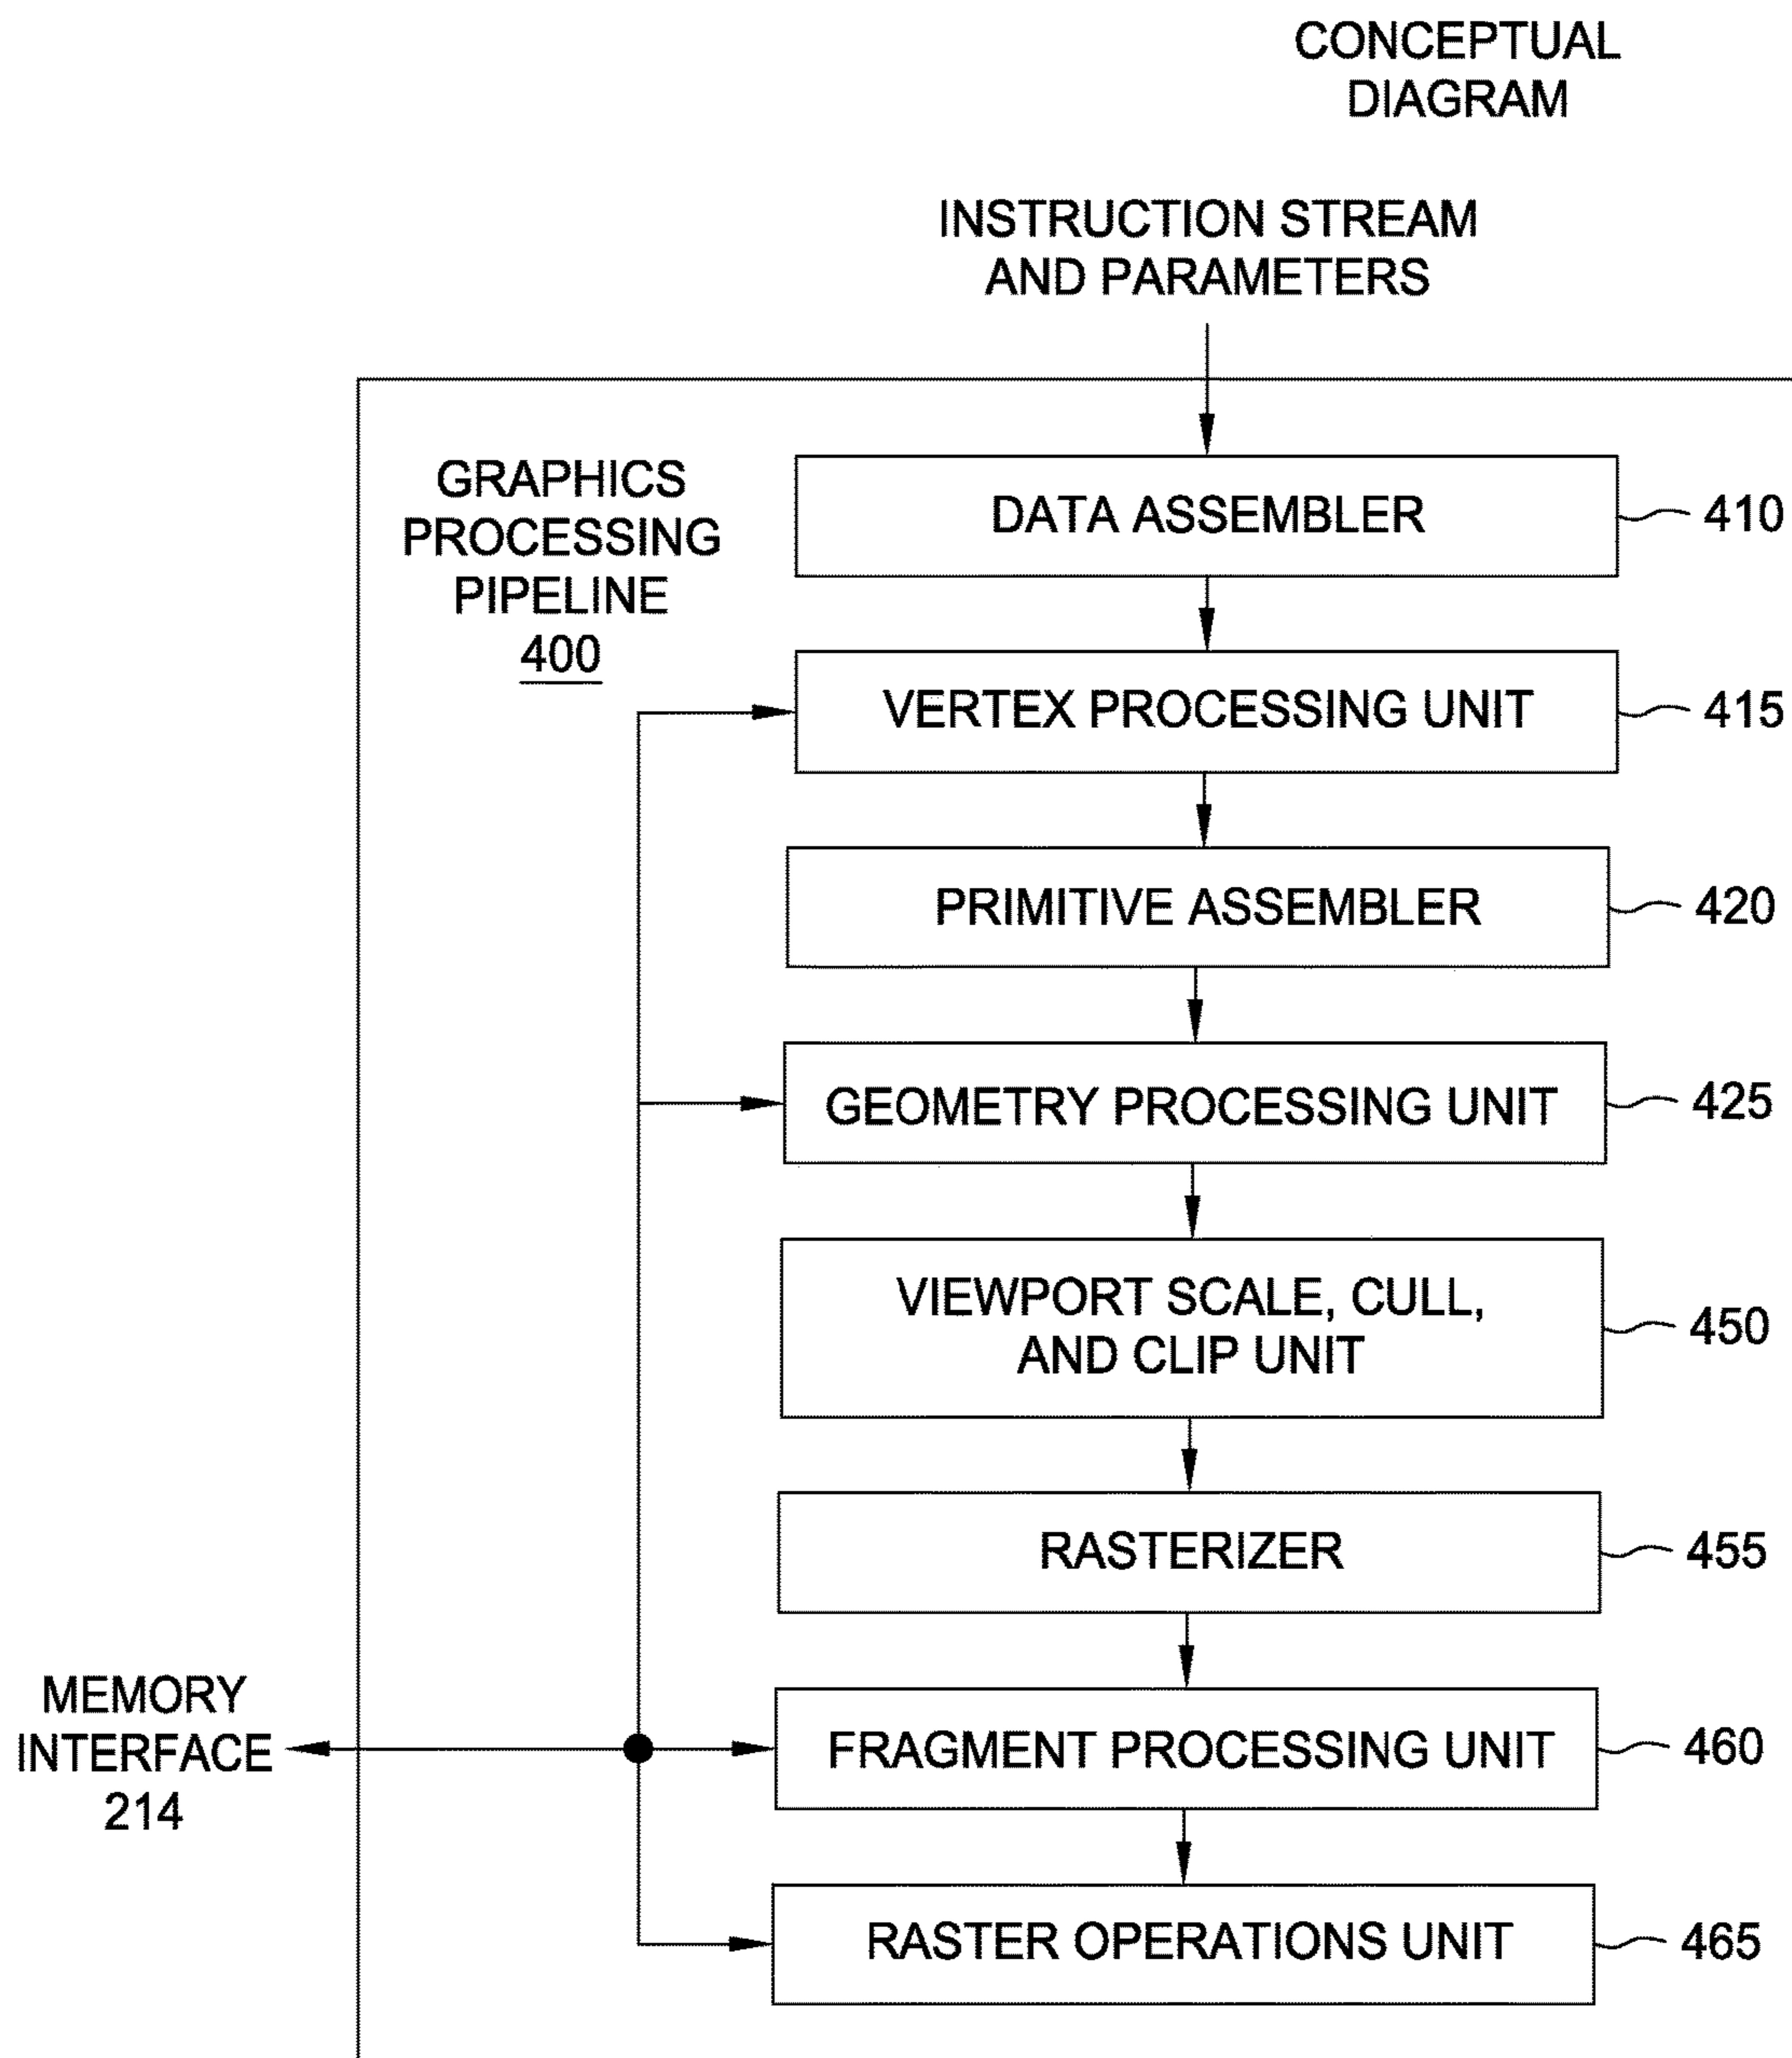 CONCEPTUAL
DIAGRAM
INSTRUCTION STREAM
AND PARAMETERS
GRAPHICS
PROCESSING
PIPELINE
400
DATA ASSEMBLER
410
VERTEX PROCESSING UNIT
415
PRIMITIVE ASSEMBLER
420
GEOMETRY PROCESSING UNIT
425
VIEWPORT SCALE, CULL,
AND CLIP UNIT
450
RASTERIZER
455
MEMORY
INTERFACE
214
FRAGMENT PROCESSING UNIT
460
RASTER OPERATIONS UNIT
465